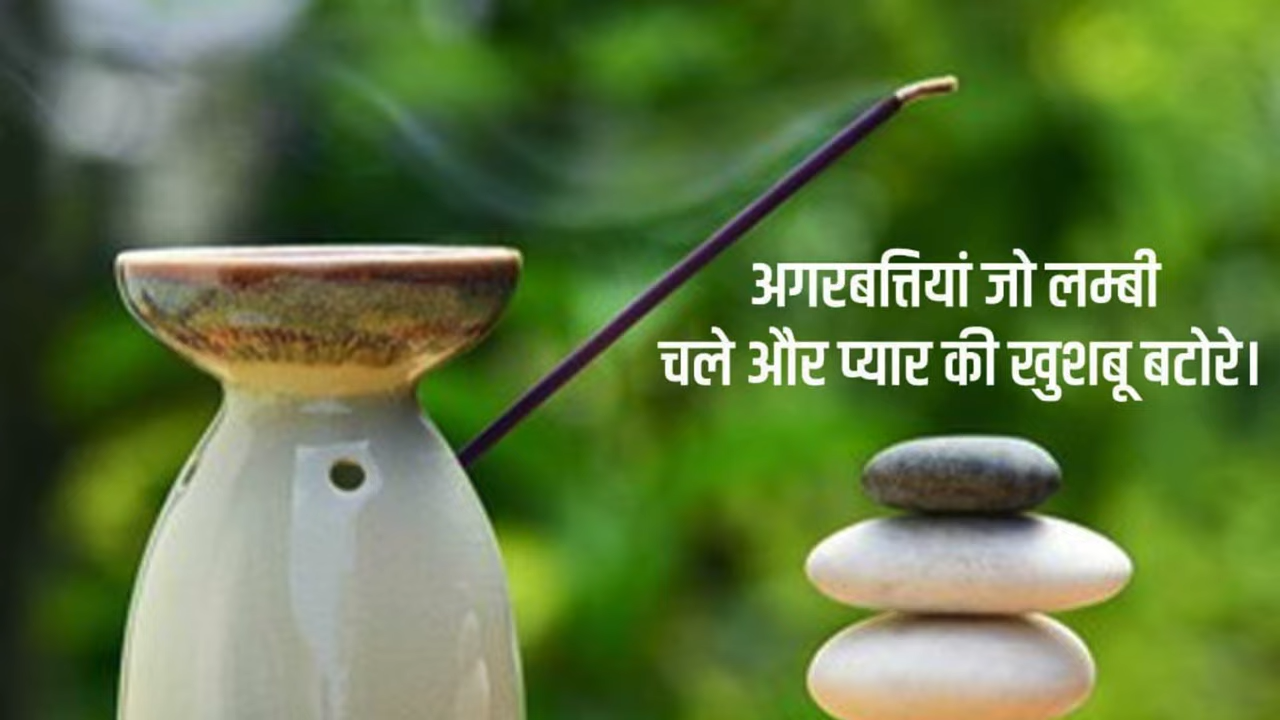 अगरबत्तियां जो लम्बी
चले और प्यार की खुशबू बटोरे।